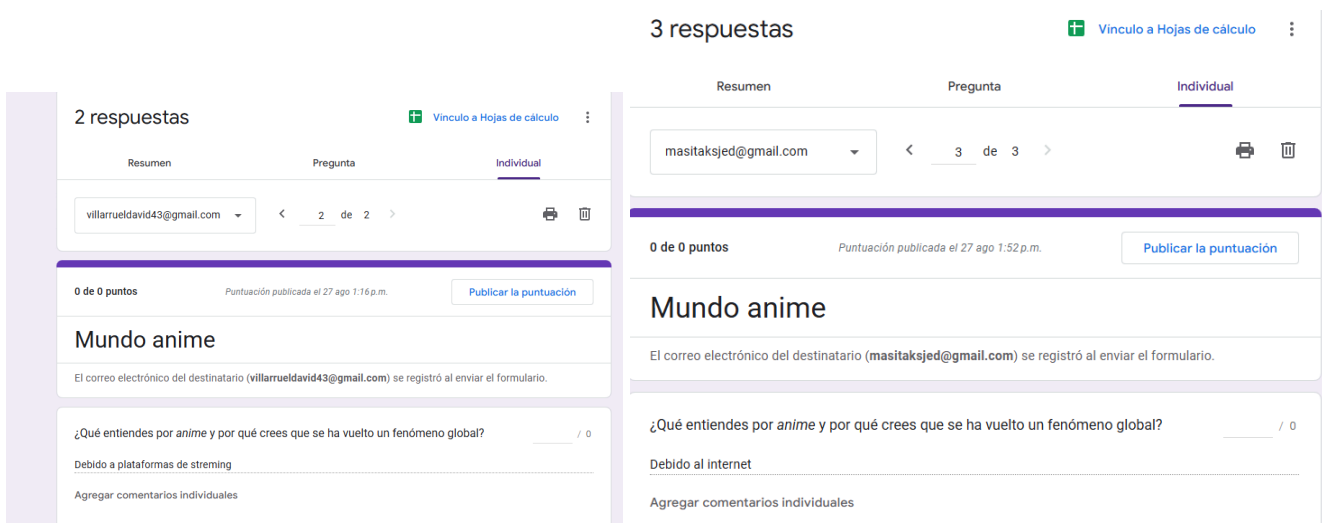 2 respuestas
Vínculo a Hojas de cálculo
Resumen Pregunta Individual
villarrueldavid43@gmail.com 2 de 2
0 de 0 puntos Puntuación publicada el 27 ago 1:16 p.m. Publicar la puntuación
Mundo anime
El correo electrónico del destinatario (villarrueldavid43@gmail.com) se registró al enviar el formulario.
¿Qué entiendes por anime y por qué crees que se ha vuelto un fenómeno global? / 0
Debido a plataformas de streming
Agregar comentarios individuales
3 respuestas
Vínculo a Hojas de cálculo
Resumen Pregunta Individual
masitaksjed@gmail.com 3 de 3
0 de 0 puntos Puntuación publicada el 27 ago 1:52 p.m. Publicar la puntuación
Mundo anime
El correo electrónico del destinatario (masitaksjed@gmail.com) se registró al enviar el formulario.
¿Qué entiendes por anime y por qué crees que se ha vuelto un fenómeno global? / 0
Debido al internet
Agregar comentarios individuales